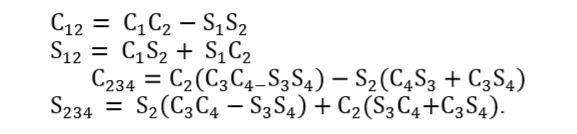 C₁₂ = C₁C₂ − S₁S₂
S₁₂ = C₁S₂ + S₁C₂
C₂₃₄ = C₂(C₃C₄₋S₃S₄) − S₂(C₄S₃ + C₃S₄)
S₂₃₄ = S₂(C₃C₄ − S₃S₄) + C₂(S₃C₄+C₃S₄).